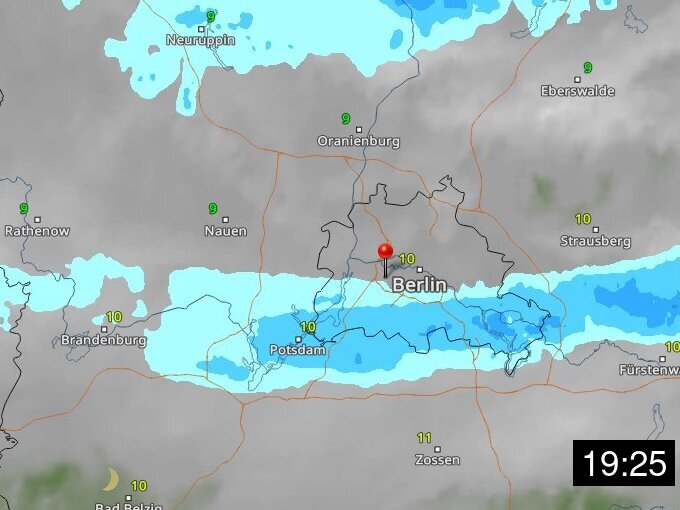 9
Neuruppin
9
Eberswalde
9
Oranienburg
9
Rathenow
9
Nauen
10
Strausberg
10
Berlin
10
Brandenburg
10
Potsdam
10
Fürstenwa
11
Zossen
19:25
10
Bad Belzig